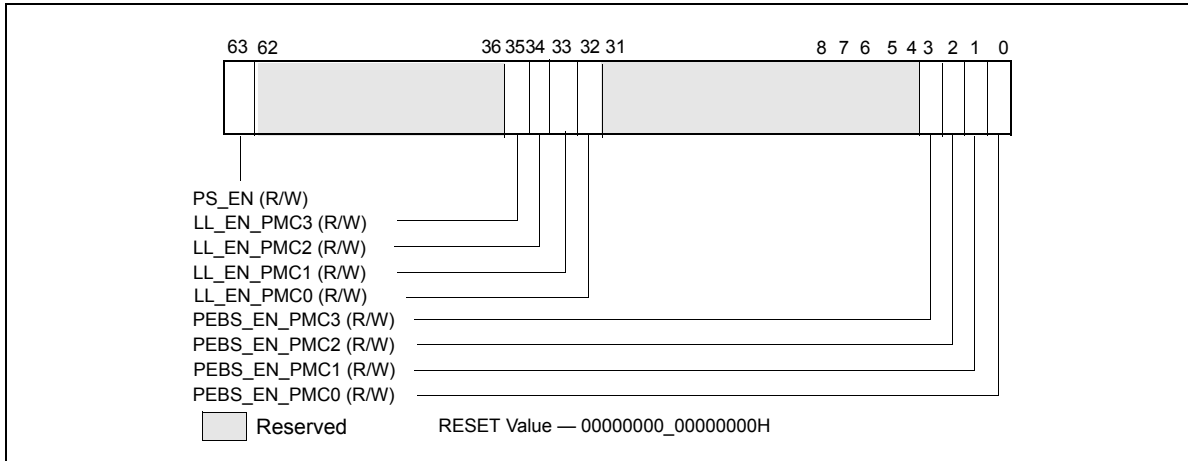 63 62 36 35 34 33 32 31 8 7 6 5 4 3 2 1 0
PS_EN (R/W)
LL_EN_PMC3 (R/W)
LL_EN_PMC2 (R/W)
LL_EN_PMC1 (R/W)
LL_EN_PMC0 (R/W)
PEBS_EN_PMC3 (R/W)
PEBS_EN_PMC2 (R/W)
PEBS_EN_PMC1 (R/W)
PEBS_EN_PMC0 (R/W)
Reserved RESET Value — 00000000_00000000H